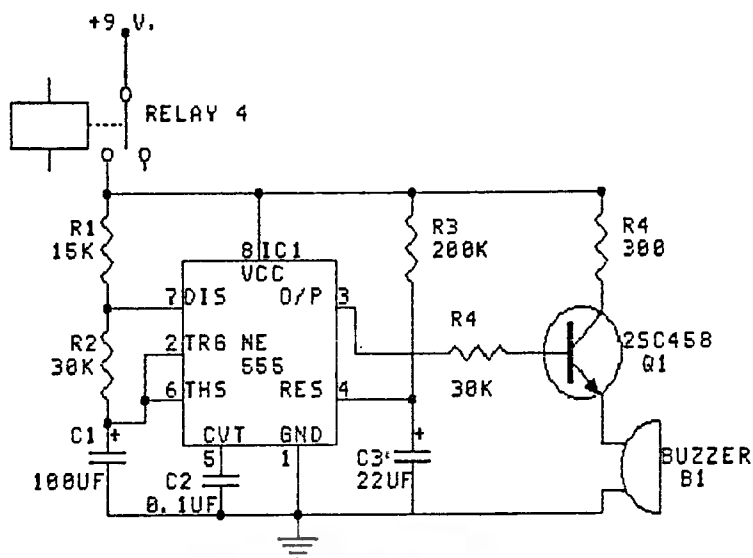 +9 V.
RELAY 4
R1
15K
R2
30K
C1 +
100UF
8 IC1
VCC
7 DIS O/P 3
2 TRG NE
555
6 THS RES 4
CVT GND
5 1
C2
0.1UF
R3
200K
R4
30K
C3 +
22UF
R4
300
2SC458
Q1
BUZZER
B1